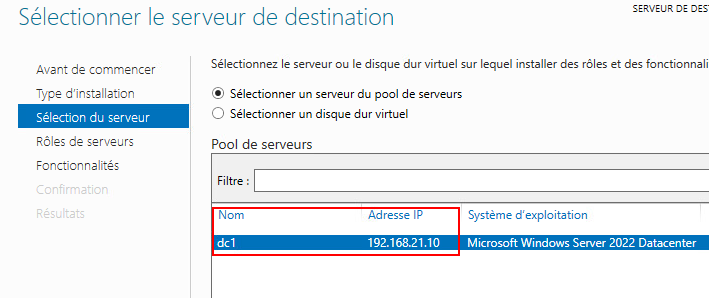 Sélectionner le serveur de destination
SERVEUR DE DES
Avant de commencer
Type d'installation
Sélection du serveur
Rôles de serveurs
Fonctionnalités
Confirmation
Résultats
Sélectionnez le serveur ou le disque dur virtuel sur lequel installer des rôles et des fonctionnali
Sélectionner un serveur du pool de serveurs
Sélectionner un disque dur virtuel
Pool de serveurs
Filtre :
Nom Adresse IP Système d'exploitation
dc1 192.168.21.10 Microsoft Windows Server 2022 Datacenter